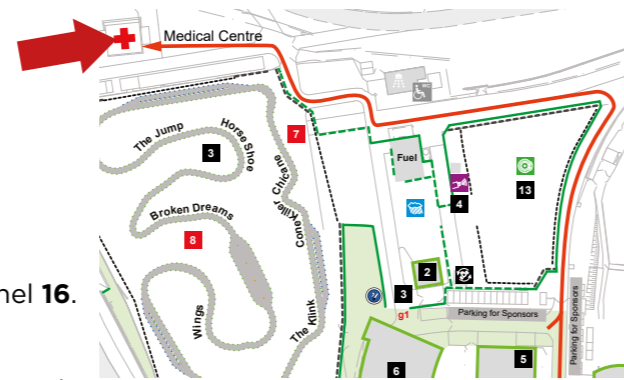 Medical Centre
WC
The Jump
Horse Shoe
3
7
Cone Killer Chicane
Fuel
13
4
Broken Dreams
8
2
3
nel 16.
g1
Parking for Sponsors
Wings
The Klink
Parking for Sponsors
6
5